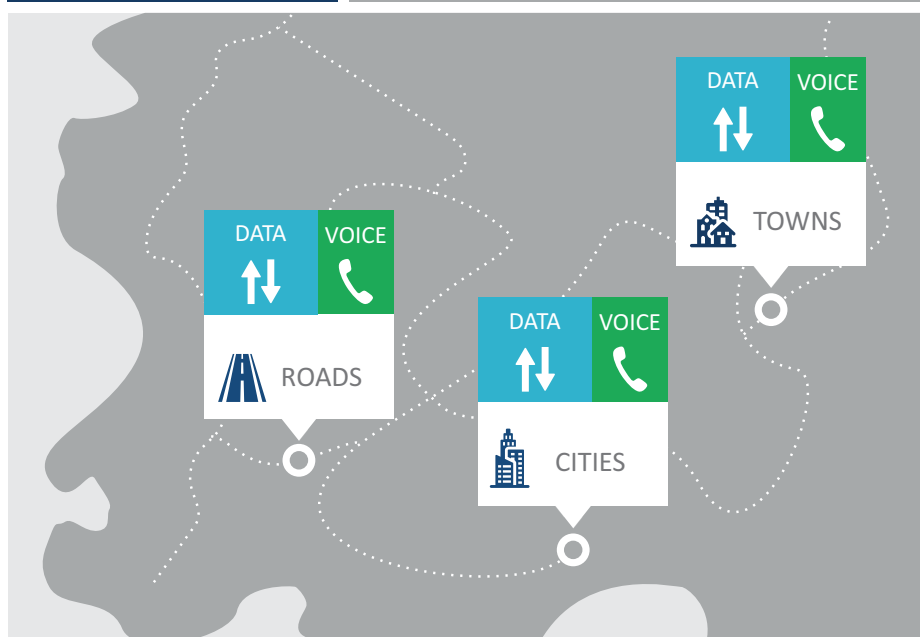 DATA VOICE
TOWNS
DATA VOICE
ROADS
DATA VOICE
CITIES